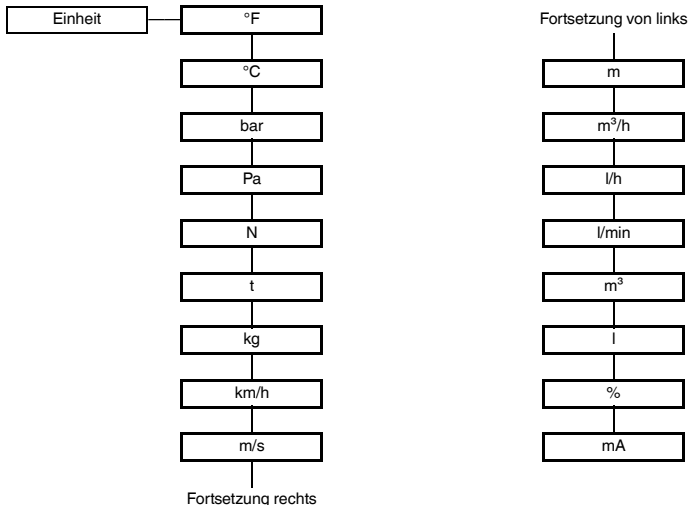 Einheit
°F
°C
bar
Pa
N
t
kg
km/h
m/s
Fortsetzung rechts
Fortsetzung von links
m
m³/h
l/h
l/min
m³
l
%
mA